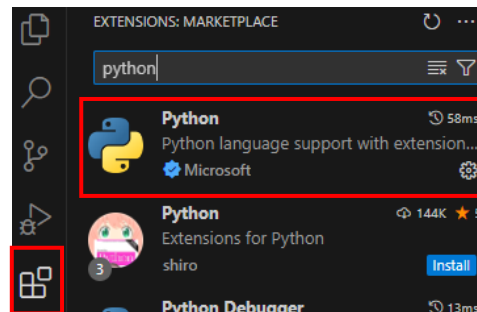 EXTENSIONS: MARKETPLACE
python
Python 58ms
Python language support with extension...
Microsoft
Python 144K
Extensions for Python
shiro Install
3
Python Debugger 13ms